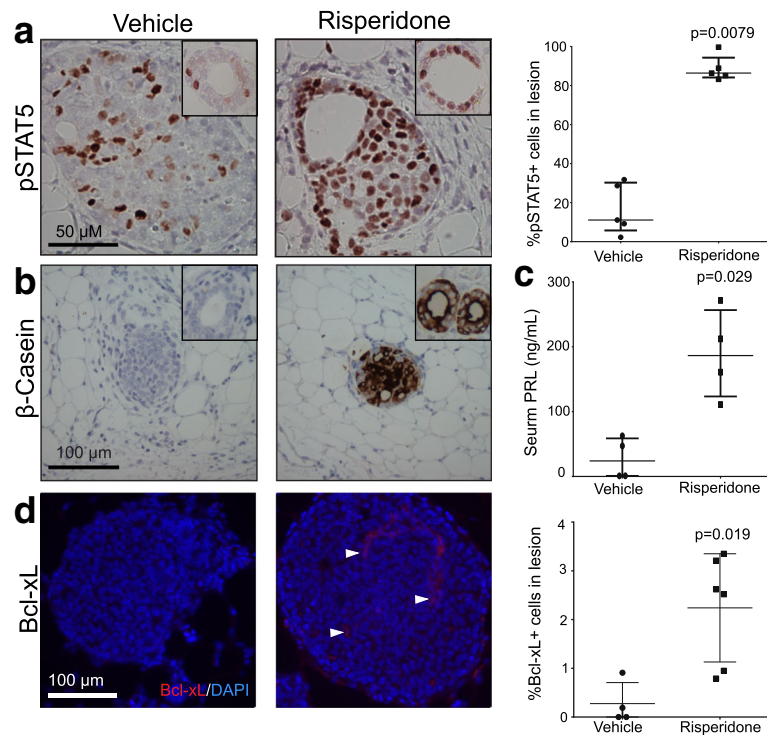 Vehicle
Risperidone
a
pSTAT5
50 µM
%pSTAT5+ cells in lesion
100
80
60
40
20
0
p=0.0079
Vehicle
Risperidone
b
β-Casein
100 µm
c
Seurm PRL (ng/mL)
300
200
100
0
p=0.029
Vehicle
Risperidone
d
Bcl-xL
100 µm
Bcl-xL/DAPI
%Bcl-xL+ cells in lesion
4
3
2
1
0
p=0.019
Vehicle
Risperidone